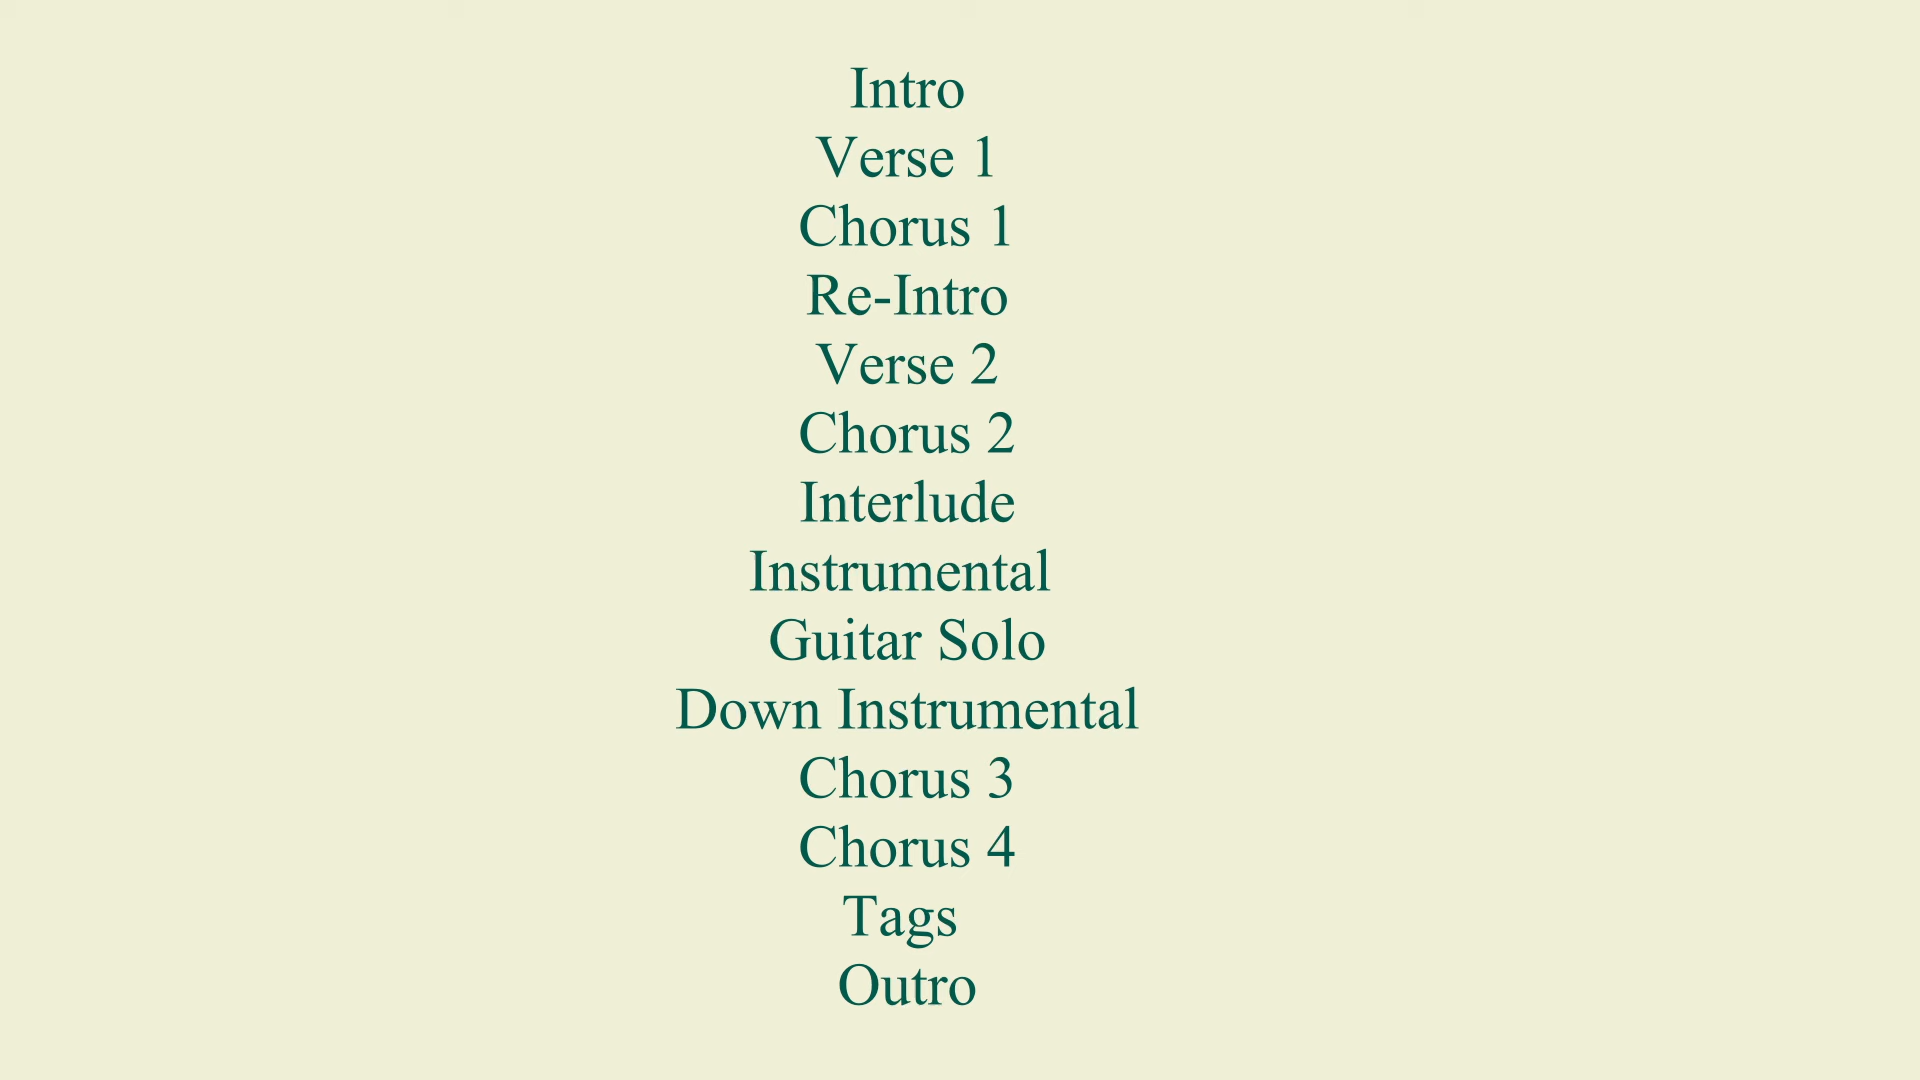 Intro
Verse 1
Chorus 1
Re-Intro
Verse 2
Chorus 2
Interlude
Instrumental
Guitar Solo
Down Instrumental
Chorus 3
Chorus 4
Tags
Outro